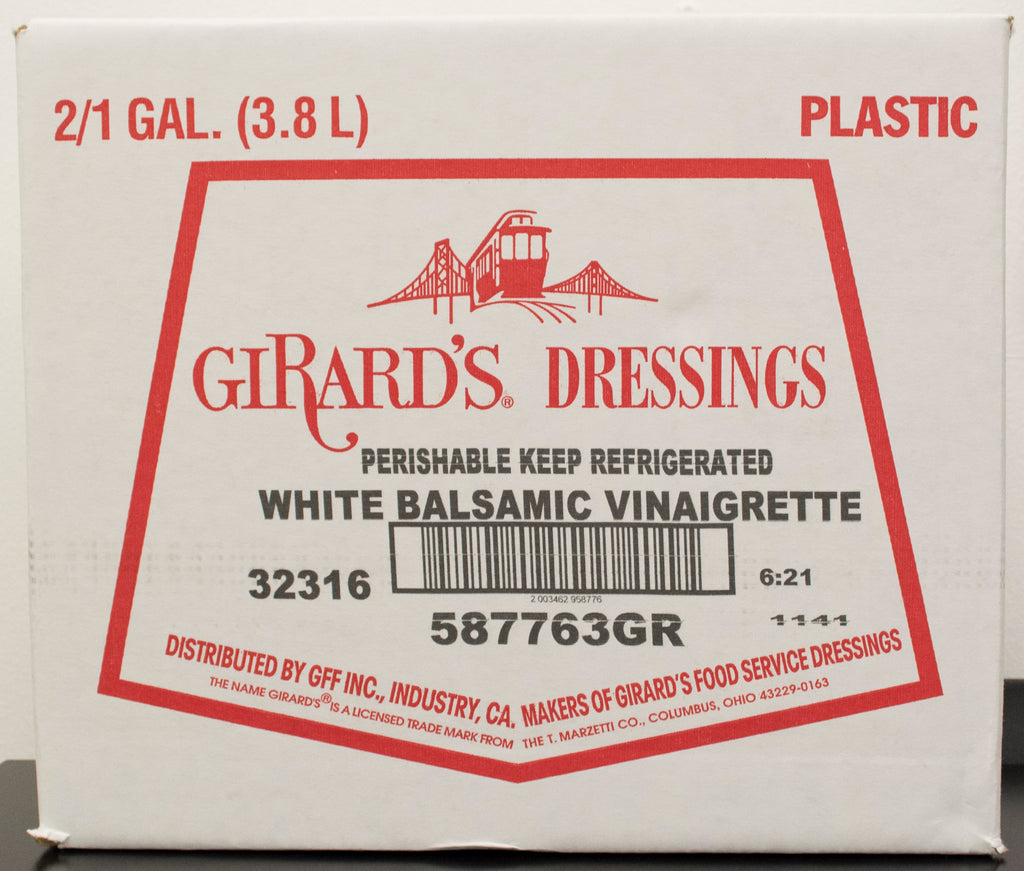 2/1 GAL. (3.8 L)
PLASTIC
GIRARD'S® DRESSINGS
PERISHABLE KEEP REFRIGERATED
WHITE BALSAMIC VINAIGRETTE
32316
6:21
2 003462 958776
587763GR
1141
DISTRIBUTED BY GFF INC., INDUSTRY, CA. MAKERS OF GIRARD'S FOOD SERVICE DRESSINGS
THE NAME GIRARD'S® IS A LICENSED TRADE MARK FROM THE T. MARZETTI CO., COLUMBUS, OHIO 43229-0163